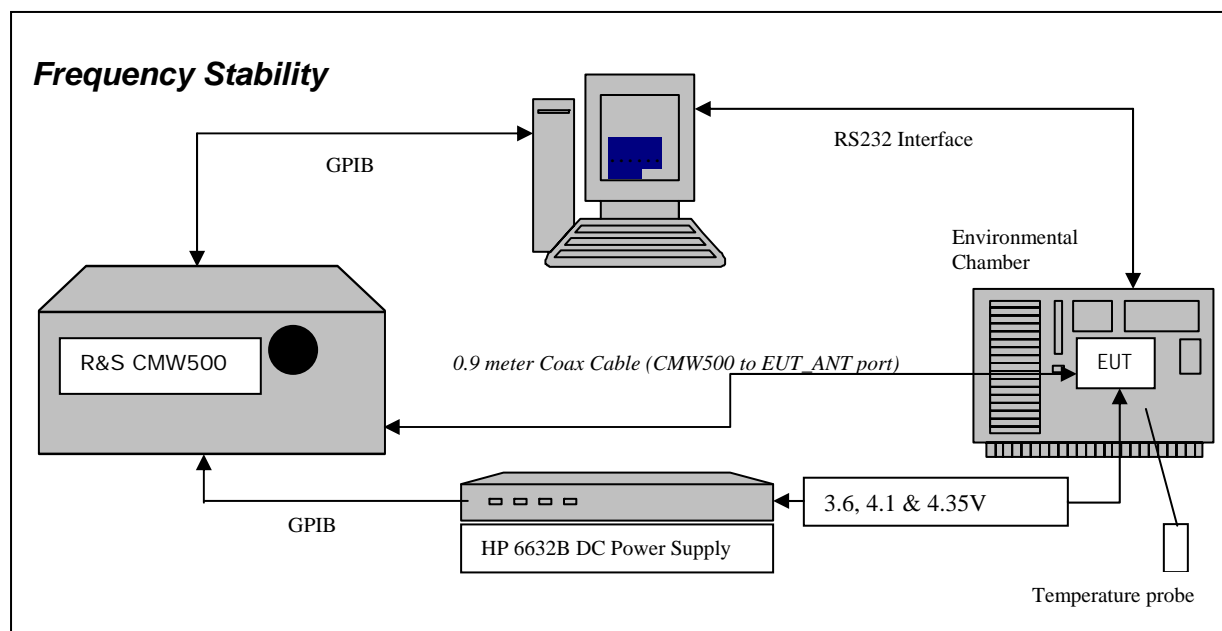 Frequency Stability
RS232 Interface
GPIB
Environmental
Chamber
R&S CMW500
0.9 meter Coax Cable (CMW500 to EUT_ANT port)
EUT
3.6, 4.1 & 4.35V
GPIB
HP 6632B DC Power Supply
Temperature probe